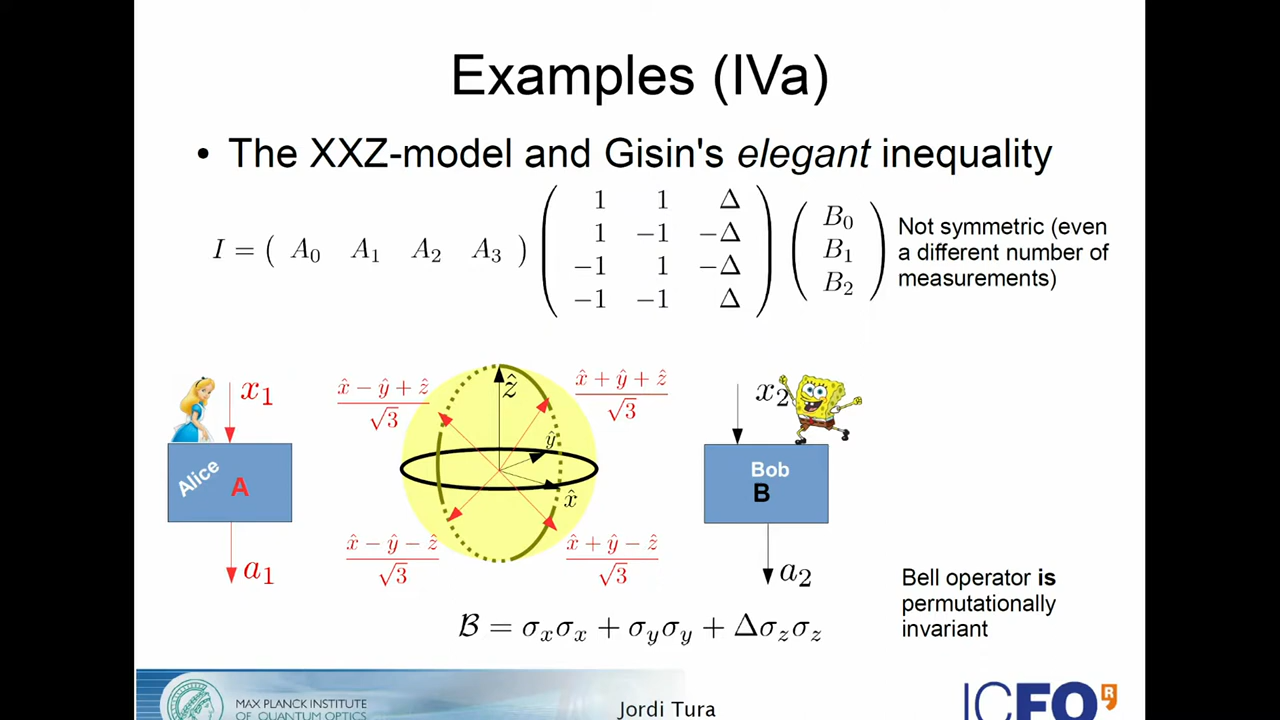 Examples (IVa)
• The XXZ-model and Gisin's elegant inequality
I = ( A₀ A₁ A₂ A₃ ) ( 1 1 Δ
1 −1 −Δ
−1 1 −Δ
−1 −1 Δ ) ( B₀
B₁
B₂ )
Not symmetric (even
a different number of
measurements)
x₁
Alice
A
a₁
(x̂ − ŷ + ẑ)/√3
ẑ
(x̂ + ŷ + ẑ)/√3
ŷ
x̂
(x̂ − ŷ − ẑ)/√3
(x̂ + ŷ − ẑ)/√3
x₂
Bob
B
a₂
Bell operator is
permutationally
invariant
ℬ = σₓσₓ + σᵧσᵧ + Δσ_zσ_z
MAX PLANCK INSTITUTE
OF QUANTUM OPTICS
Jordi Tura
ICFO
R